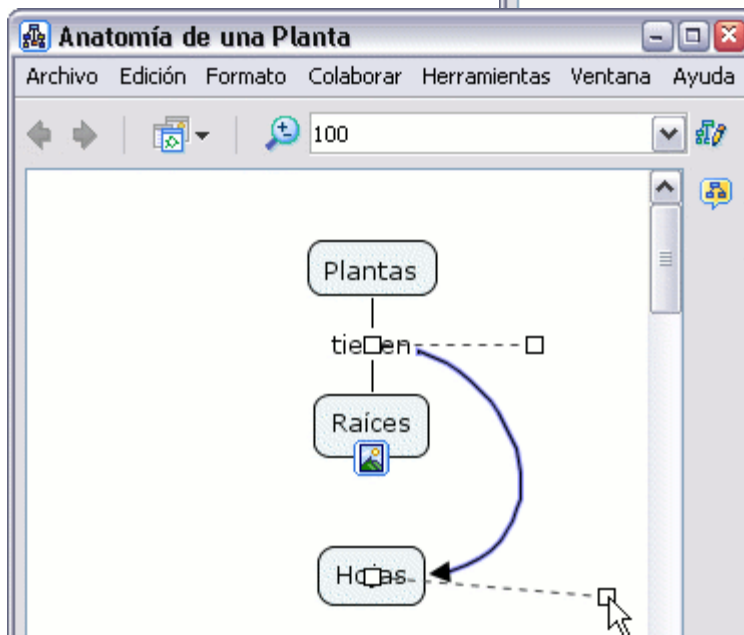 Anatomía de una Planta
Archivo Edición Formato Colaborar Herramientas Ventana Ayuda
100
Plantas
tienen
Raíces
Hojas